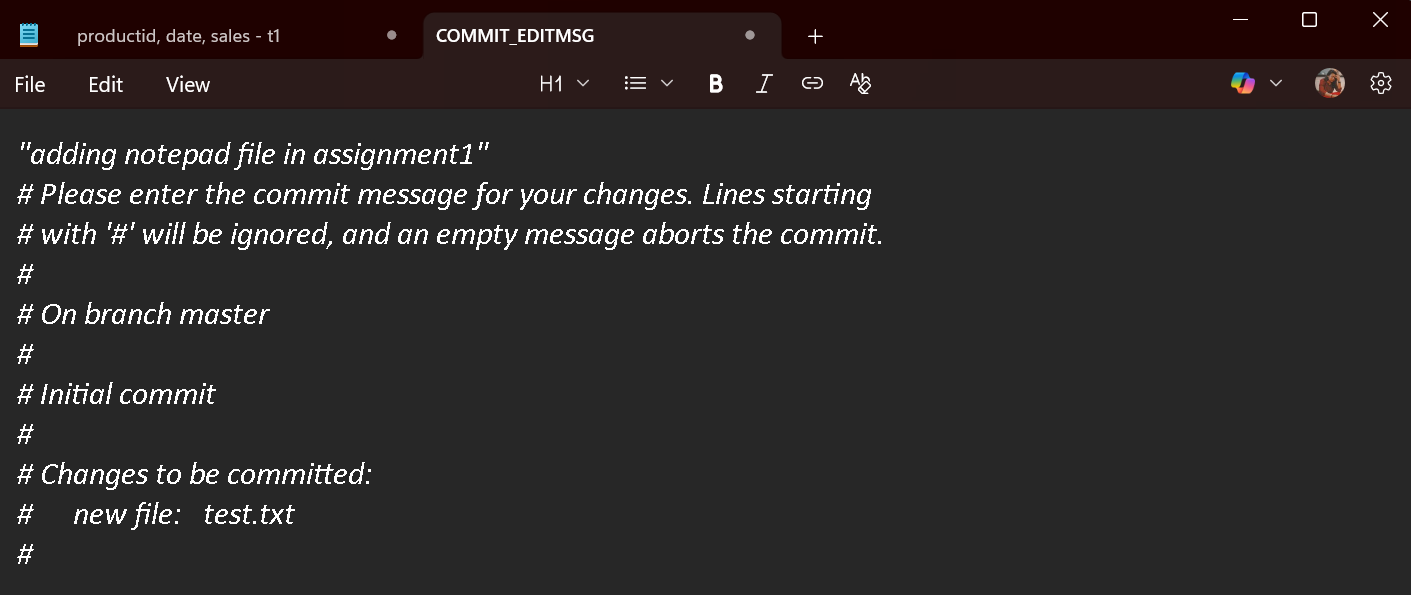 productid, date, sales - t1
COMMIT_EDITMSG
File Edit View H1 B I
"adding notepad file in assignment1"
# Please enter the commit message for your changes. Lines starting
# with '#' will be ignored, and an empty message aborts the commit.
#
# On branch master
#
# Initial commit
#
# Changes to be committed:
#	new file:   test.txt
#